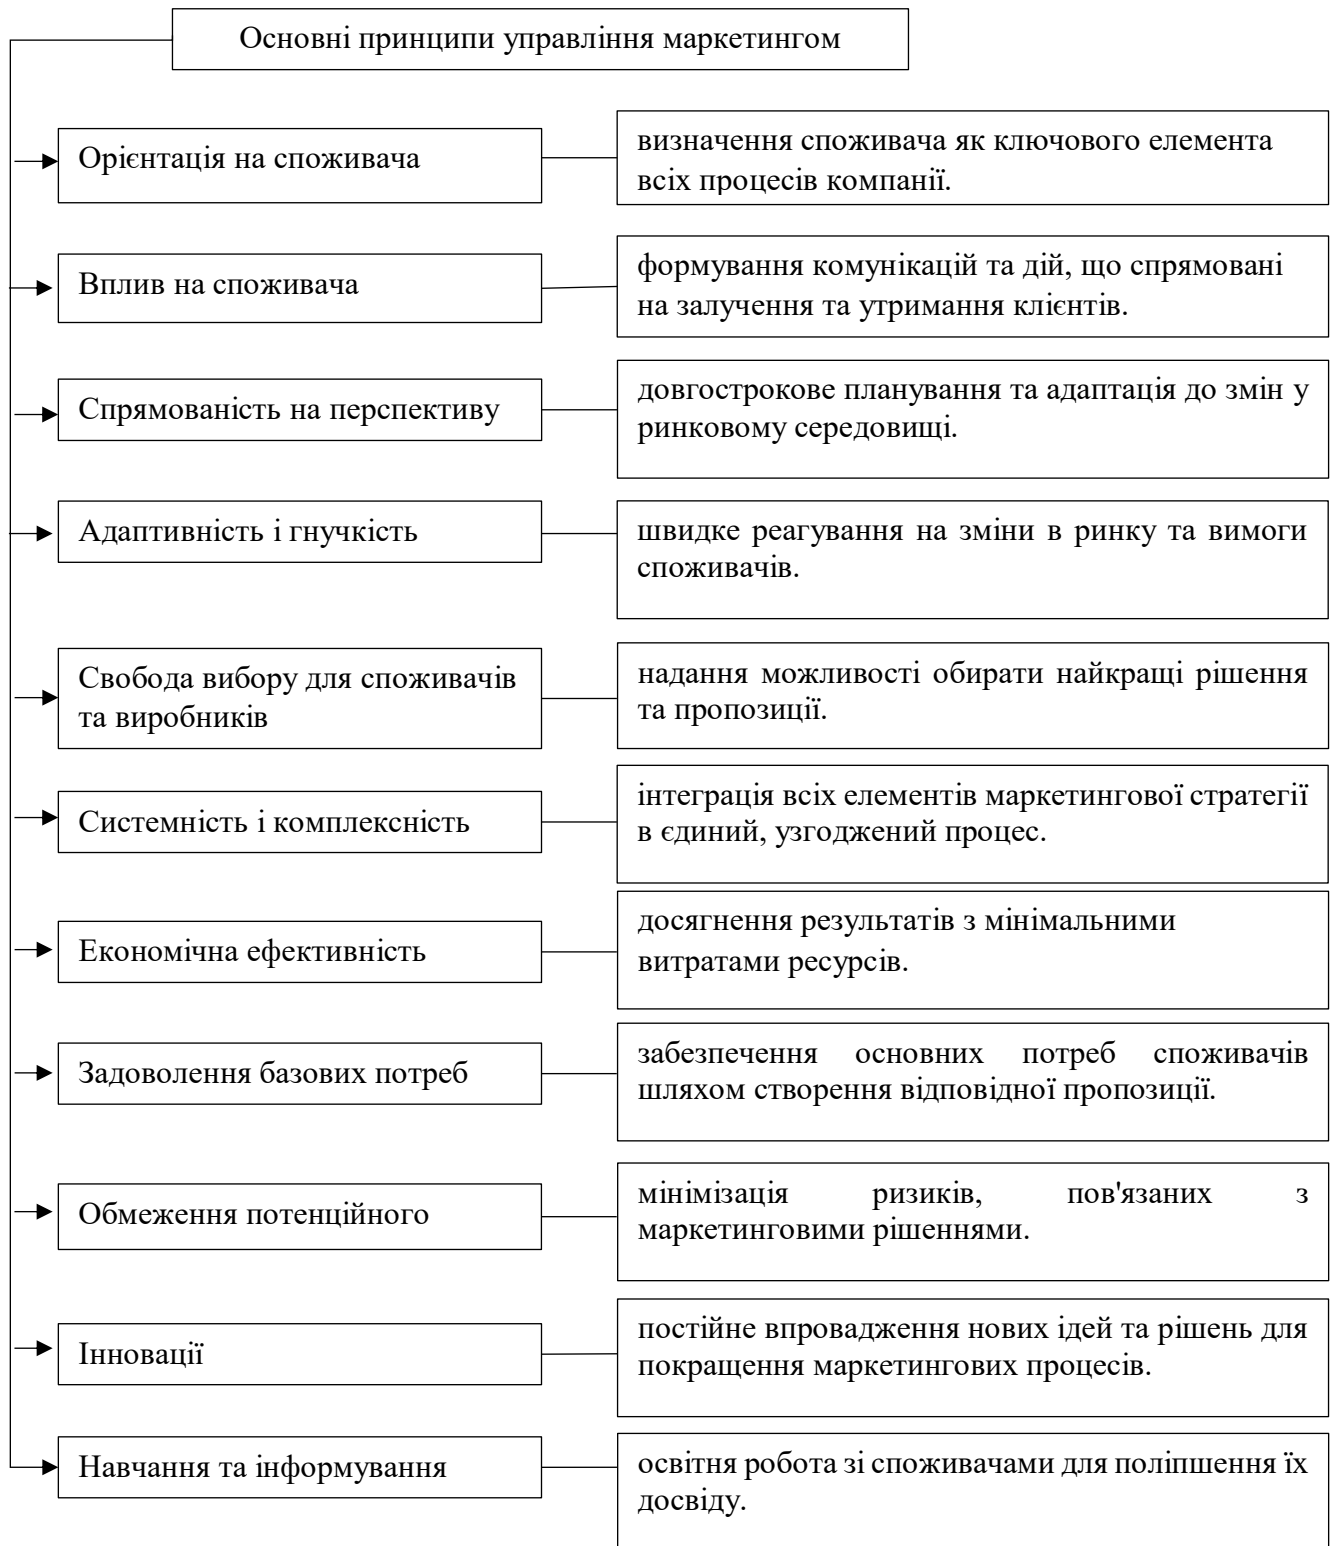 Основні принципи управління маркетингом
Орієнтація на споживача
визначення споживача як ключового елемента
всіх процесів компанії.
Вплив на споживача
формування комунікацій та дій, що спрямовані
на залучення та утримання клієнтів.
Спрямованість на перспективу
довгострокове планування та адаптація до змін у
ринковому середовищі.
Адаптивність і гнучкість
швидке реагування на зміни в ринку та вимоги
споживачів.
Свобода вибору для споживачів
та виробників
надання можливості обирати найкращі рішення
та пропозиції.
Системність і комплексність
інтеграція всіх елементів маркетингової стратегії
в єдиний, узгоджений процес.
Економічна ефективність
досягнення результатів з мінімальними
витратами ресурсів.
Задоволення базових потреб
забезпечення основних потреб споживачів
шляхом створення відповідної пропозиції.
Обмеження потенційного
мінімізація ризиків, пов'язаних з
маркетинговими рішеннями.
Інновації
постійне впровадження нових ідей та рішень для
покращення маркетингових процесів.
Навчання та інформування
освітня робота зі споживачами для поліпшення їх
досвіду.